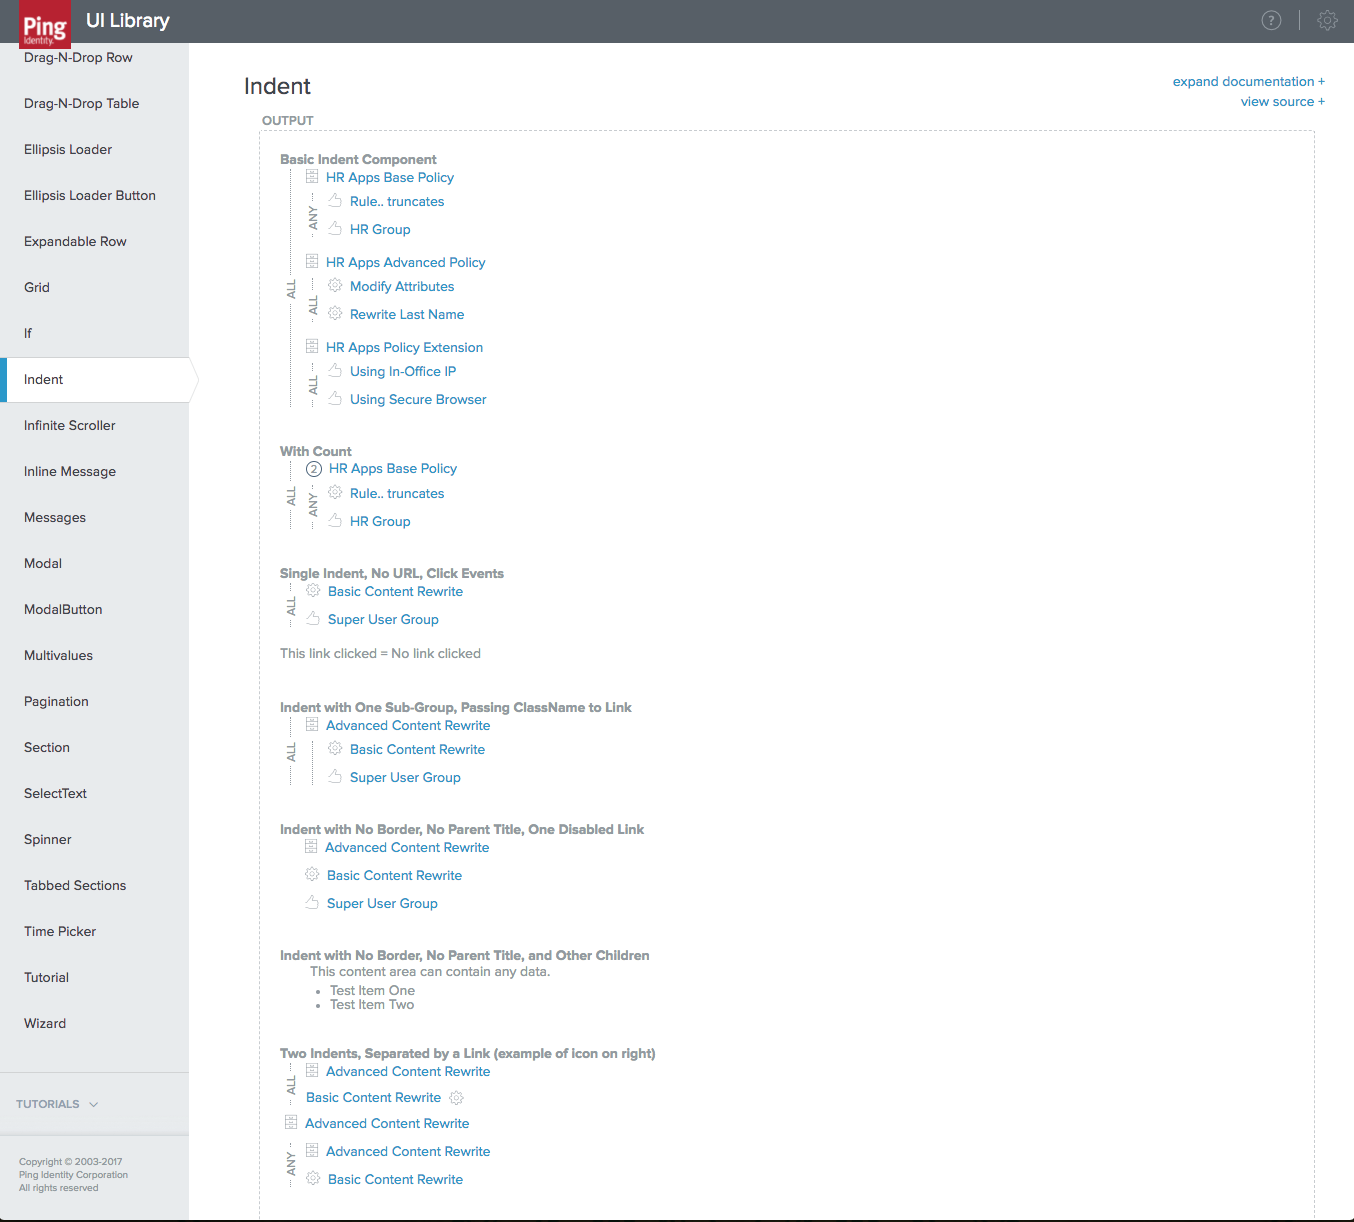 Ping
Identity.
UI Library
?
Drag-N-Drop Row
Drag-N-Drop Table
Ellipsis Loader
Ellipsis Loader Button
Expandable Row
Grid
If
Indent
Infinite Scroller
Inline Message
Messages
Modal
ModalButton
Multivalues
Pagination
Section
SelectText
Spinner
Tabbed Sections
Time Picker
Tutorial
Wizard
TUTORIALS
Copyright © 2003-2017
Ping Identity Corporation
All rights reserved
Indent
expand documentation +
view source +
OUTPUT
Basic Indent Component
ALL
HR Apps Base Policy
ANY
Rule.. truncates
HR Group
HR Apps Advanced Policy
ALL
Modify Attributes
Rewrite Last Name
HR Apps Policy Extension
ALL
Using In-Office IP
Using Secure Browser
With Count
ALL
2 HR Apps Base Policy
ANY
Rule.. truncates
HR Group
Single Indent, No URL, Click Events
ALL
Basic Content Rewrite
Super User Group
This link clicked = No link clicked
Indent with One Sub-Group, Passing ClassName to Link
ALL
Advanced Content Rewrite
Basic Content Rewrite
Super User Group
Indent with No Border, No Parent Title, One Disabled Link
Advanced Content Rewrite
Basic Content Rewrite
Super User Group
Indent with No Border, No Parent Title, and Other Children
This content area can contain any data.
• Test Item One
• Test Item Two
Two Indents, Separated by a Link (example of icon on right)
ALL
Advanced Content Rewrite
Basic Content Rewrite
Advanced Content Rewrite
ANY
Advanced Content Rewrite
Basic Content Rewrite